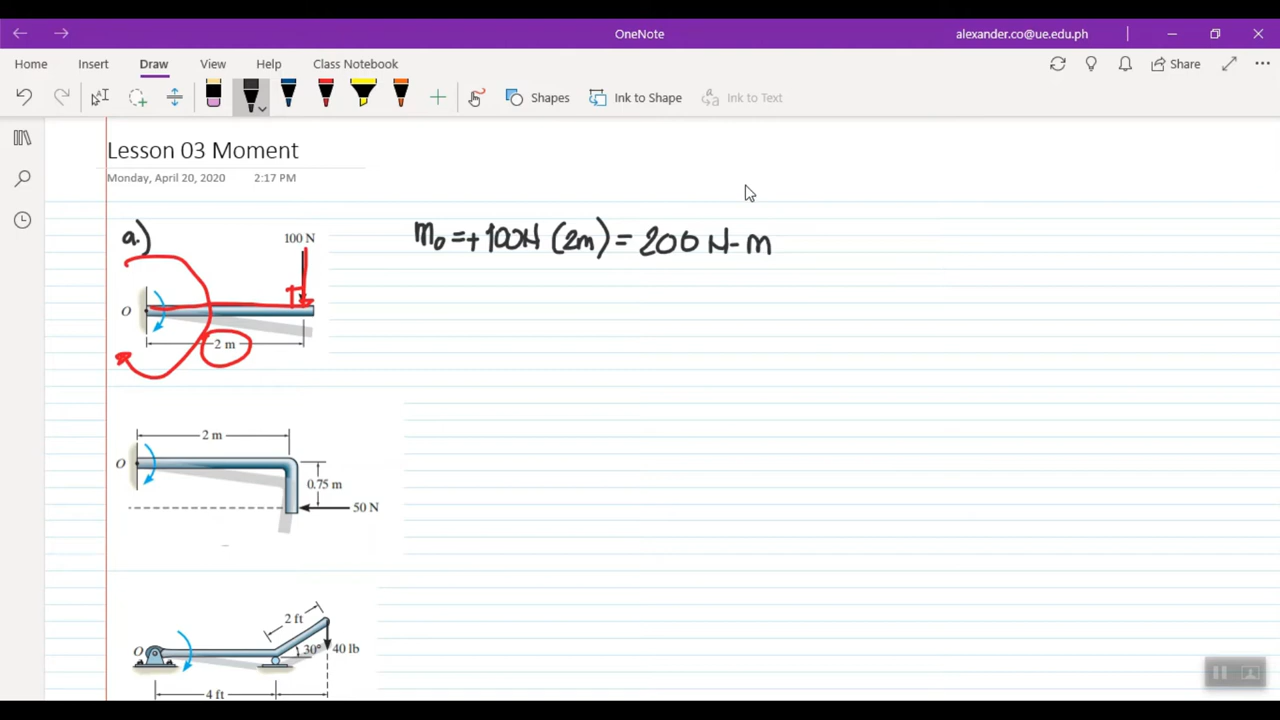 OneNote
alexander.co@ue.edu.ph
Home
Insert
Draw
View
Help
Class Notebook
Share
Shapes
Ink to Shape
Ink to Text
Lesson 03 Moment
Monday, April 20, 2020
2:17 PM
a.)
100 N
O
2 m
Mo = + 100N (2m) = 200 N-m
2 m
O
0.75 m
50 N
2 ft
O
30°
40 lb
4 ft